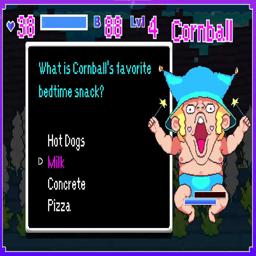 38 B 88 Lvl 4 Cornball
What is Cornball's favorite
bedtime snack?
Hot Dogs
Milk
Concrete
Pizza